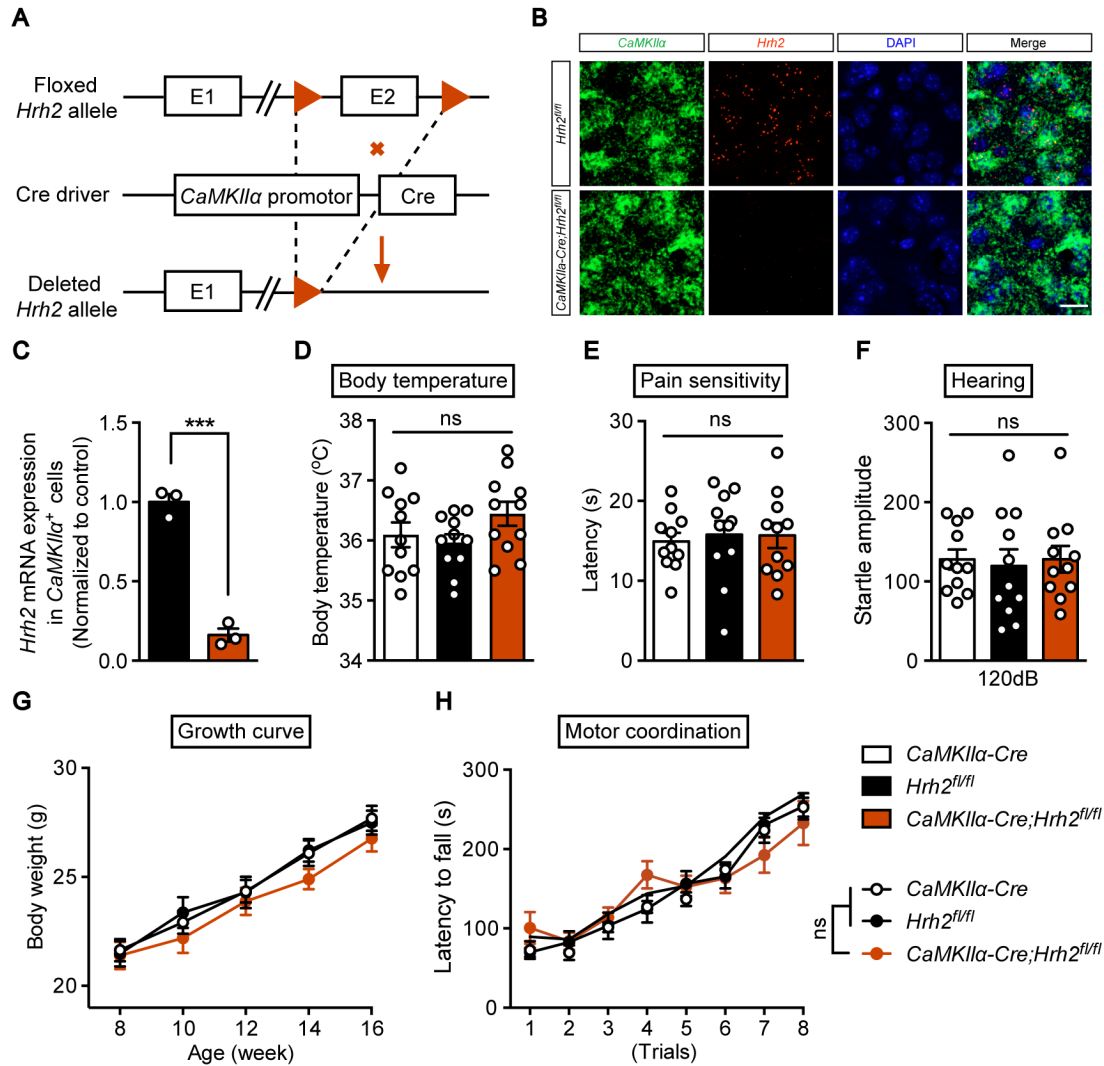 A
Floxed
Hrh2 allele
E1
E2
Cre driver
CaMKIIα promotor
Cre
Deleted
Hrh2 allele
E1
B
CaMKIIα
Hrh2
DAPI
Merge
Hrh2fl/fl
CaMKIIa-Cre;Hrh2fl/fl
C
Hrh2 mRNA expression
in CaMKIIα+ cells
(Normalized to control)
1.5
1.0
0.5
0.0
***
D
Body temperature
Body temperature (oC)
38
37
36
35
34
ns
E
Pain sensitivity
Latency (s)
30
20
10
0
ns
F
Hearing
Startle amplitude
300
200
100
0
ns
120dB
G
Growth curve
Body weight (g)
30
27
23
19
8
10
12
14
16
Age (week)
H
Motor coordination
Latency to fall (s)
300
200
100
0
1
2
3
4
5
6
7
8
(Trials)
CaMKIIα-Cre
Hrh2fl/fl
CaMKIIα-Cre;Hrh2fl/fl
ns
CaMKIIα-Cre
Hrh2fl/fl
CaMKIIα-Cre;Hrh2fl/fl